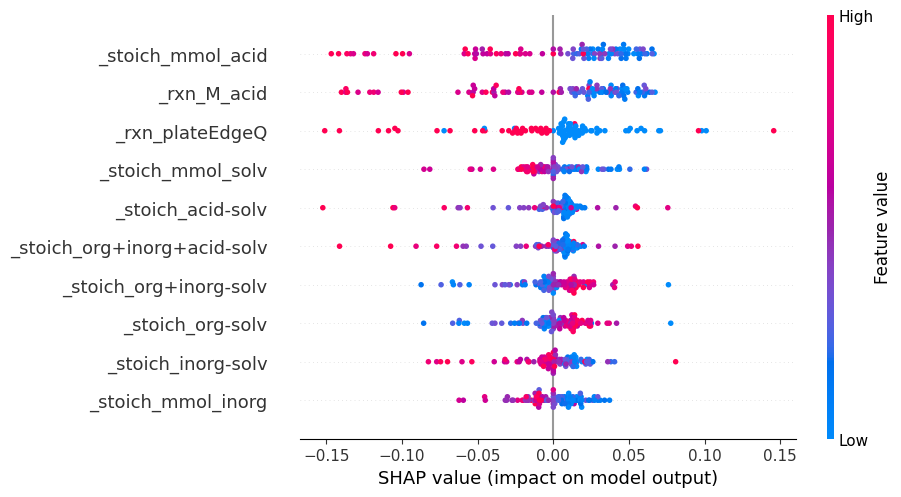 High
_stoich_mmol_acid
_rxn_M_acid
_rxn_plateEdgeQ
_stoich_mmol_solv
_stoich_acid-solv
_stoich_org+inorg+acid-solv
_stoich_org+inorg-solv
_stoich_org-solv
_stoich_inorg-solv
_stoich_mmol_inorg
Feature value
Low
−0.15 −0.10 −0.05 0.00 0.05 0.10 0.15
SHAP value (impact on model output)